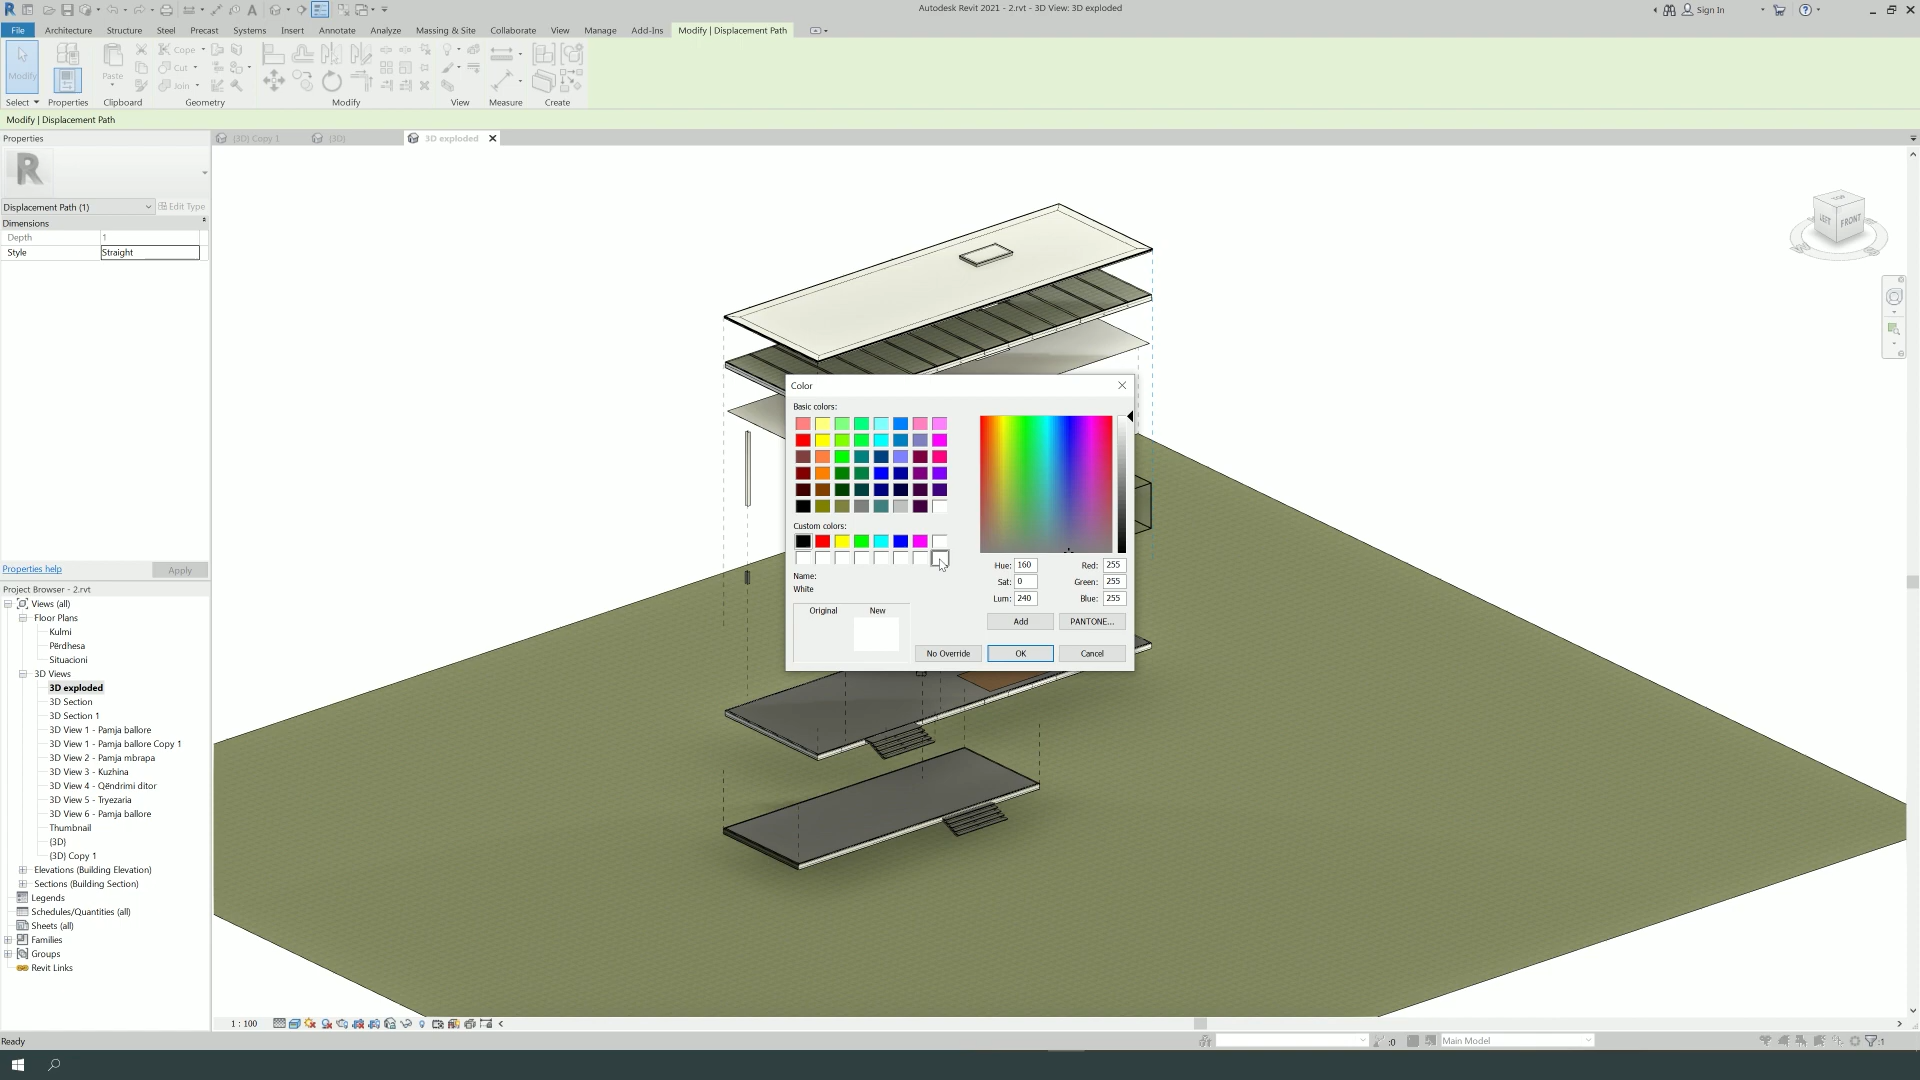 Autodesk Revit 2021 - 2.rvt - 3D View: 3D exploded
Sign In
File
Architecture
Structure
Steel
Precast
Systems
Insert
Annotate
Analyze
Massing & Site
Collaborate
View
Manage
Add-Ins
Modify | Displacement Path
Modify
Paste
Cope
Cut
Join
Select
Properties
Clipboard
Geometry
Modify
View
Measure
Create
Modify | Displacement Path
Properties
{3D} Copy 1
{3D}
3D exploded
Displacement Path (1)
Edit Type
Dimensions
Depth 1
Style Straight
LEFT
FRONT
Properties help
Apply
Project Browser - 2.rvt
Views (all)
Floor Plans
Kulmi
Përdhesa
Situacioni
3D Views
3D exploded
3D Section
3D Section 1
3D View 1 - Pamja ballore
3D View 1 - Pamja ballore Copy 1
3D View 2 - Pamja mbrapa
3D View 3 - Kuzhina
3D View 4 - Qëndrimi ditor
3D View 5 - Tryezaria
3D View 6 - Pamja ballore
Thumbnail
{3D}
{3D} Copy 1
Elevations (Building Elevation)
Sections (Building Section)
Legends
Schedules/Quantities (all)
Sheets (all)
Families
Groups
Revit Links
Color
Basic colors:
Custom colors:
Name:
White
Original
New
Hue: 160
Red: 255
Sat: 0
Green: 255
Lum: 240
Blue: 255
Add
PANTONE...
No Override
OK
Cancel
1 : 100
Ready
:0
Main Model
:1